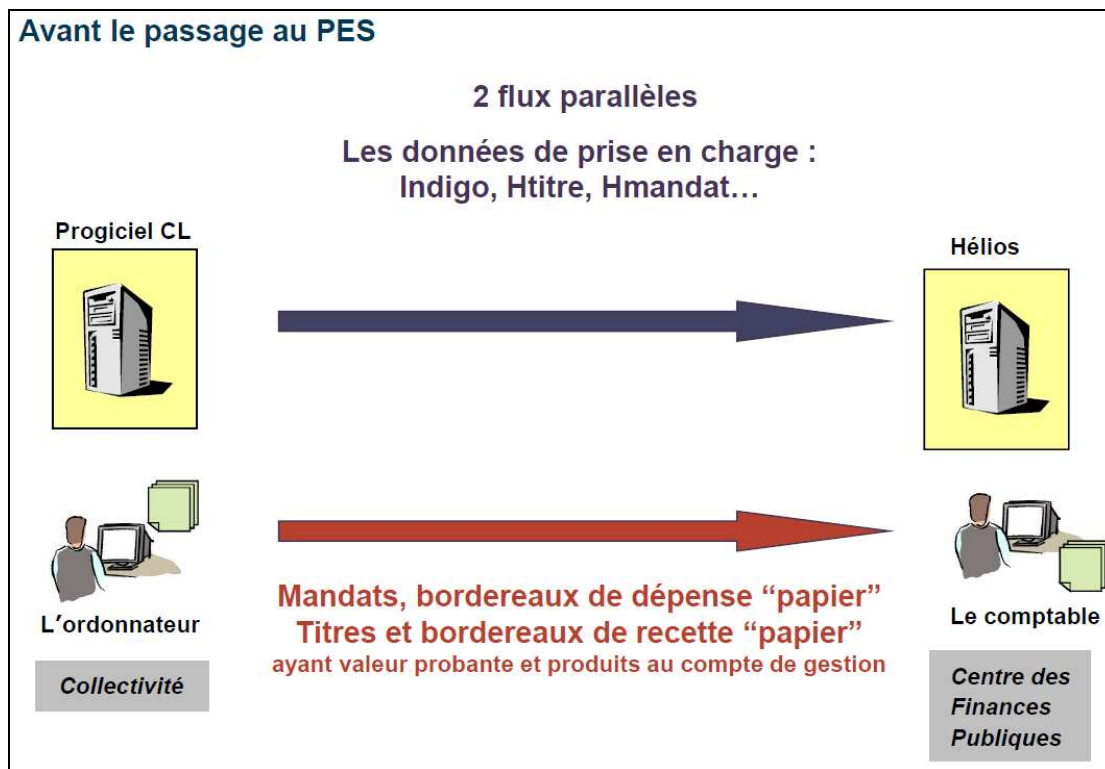 Avant le passage au PES
2 flux parallèles
Les données de prise en charge :
Indigo, Htitre, Hmandat…
Progiciel CL
Hélios
Mandats, bordereaux de dépense “papier”
Titres et bordereaux de recette “papier”
ayant valeur probante et produits au compte de gestion
L’ordonnateur
Le comptable
Collectivité
Centre des
Finances
Publiques